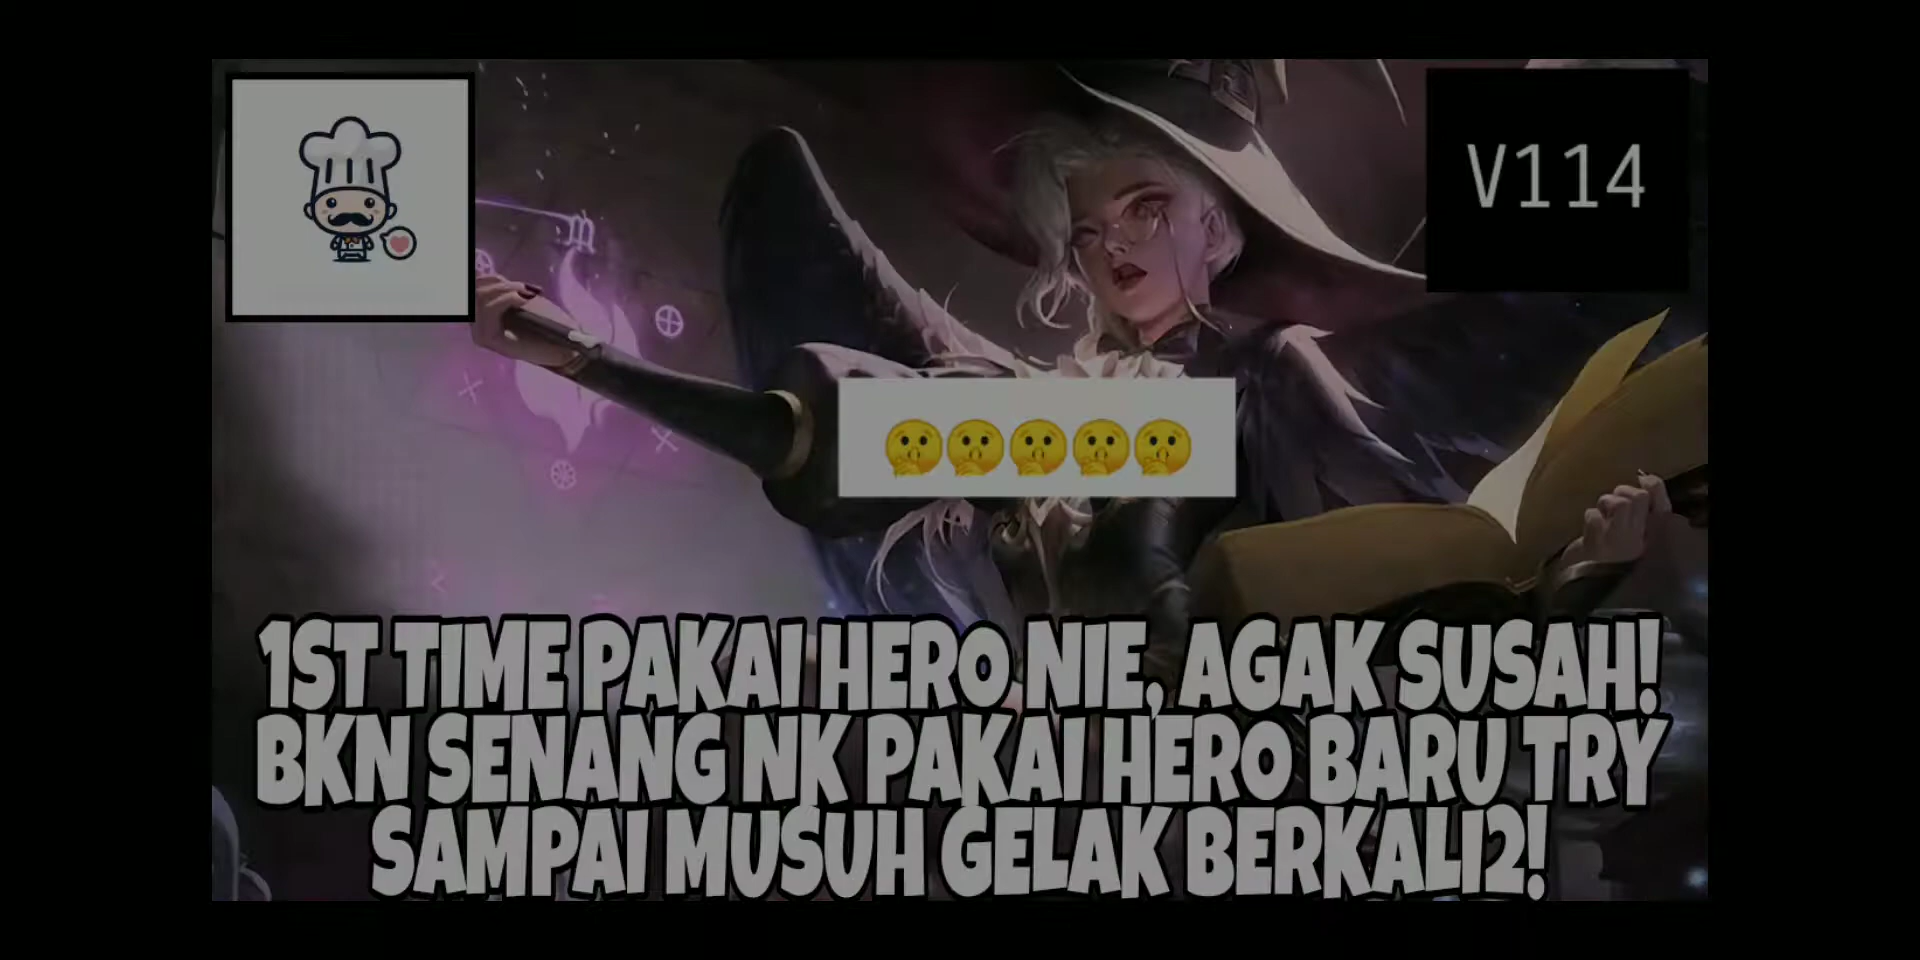 V114
🤫🤫🤫🤫🤫
1ST TIME PAKAI HERO NIE, AGAK SUSAH!
BKN SENANG NK PAKAI HERO BARU TRY
SAMPAI MUSUH GELAK BERKALI2!